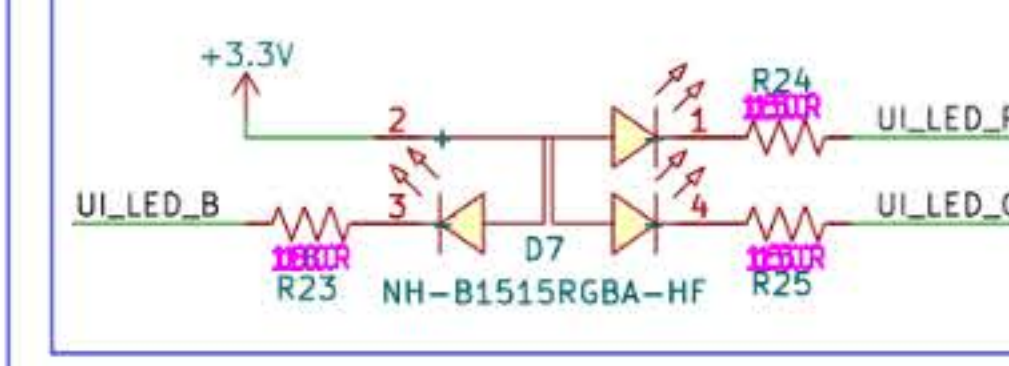 +3.3V
R24
2
1
UI_LED_
UI_LED_B
3
4
UI_LED_
D7
R23
NH-B1515RGBA-HF
R25